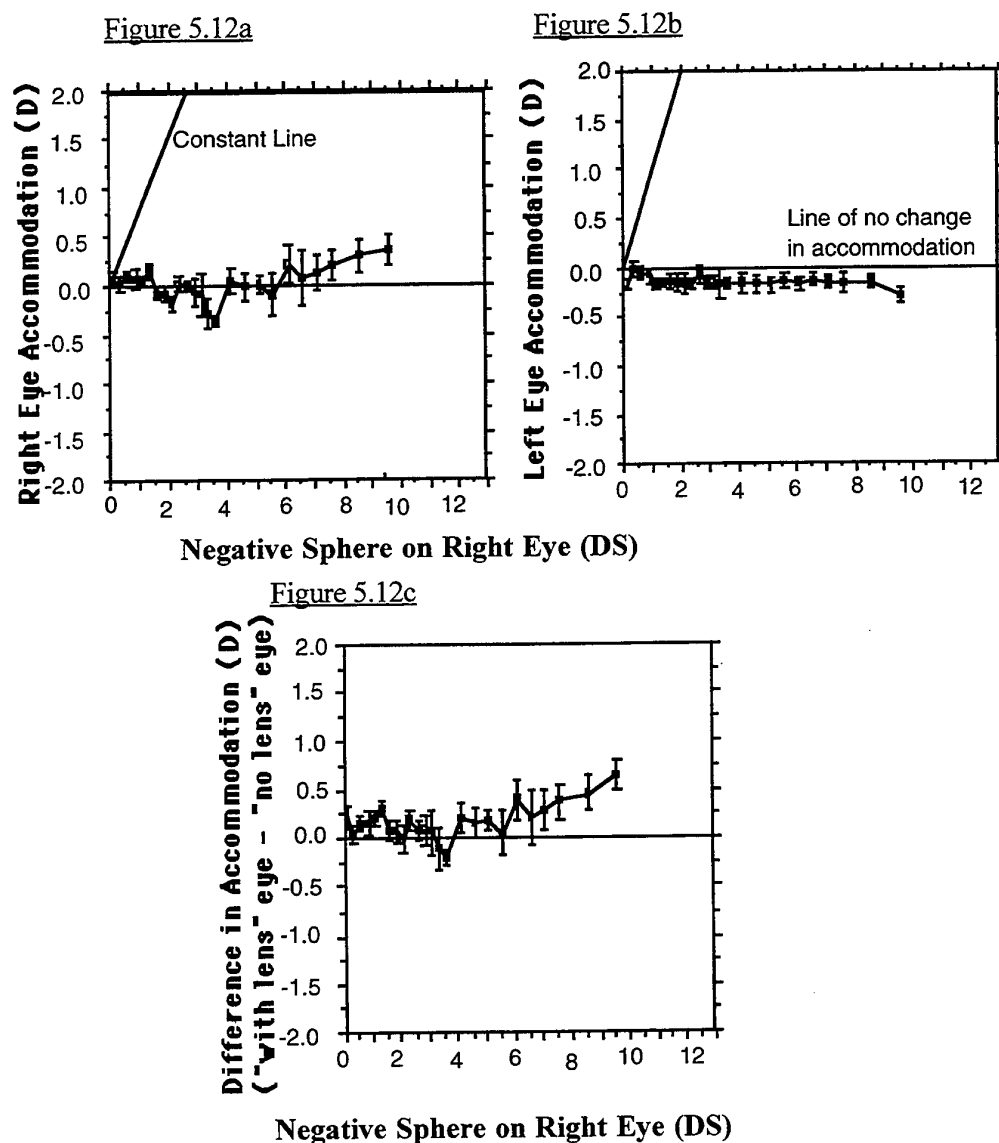 Figure 5.12a
Right Eye Accommodation (D)
2.0
1.5
1.0
0.5
0.0
-0.5
-1.0
-1.5
-2.0
Constant Line
0 2 4 6 8 10 12
Figure 5.12b
Left Eye Accommodation (D)
2.0
1.5
1.0
0.5
0.0
-0.5
-1.0
-1.5
-2.0
Line of no change
in accommodation
0 2 4 6 8 10 12
Negative Sphere on Right Eye (DS)
Figure 5.12c
Difference in Accommodation (D)
("with lens" eye - "no lens" eye)
2.0
1.5
1.0
0.5
0.0
-0.5
-1.0
-1.5
-2.0
0 2 4 6 8 10 12
Negative Sphere on Right Eye (DS)